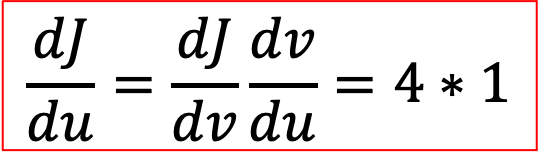 dJ/du = dJ/dv dv/du = 4 * 1